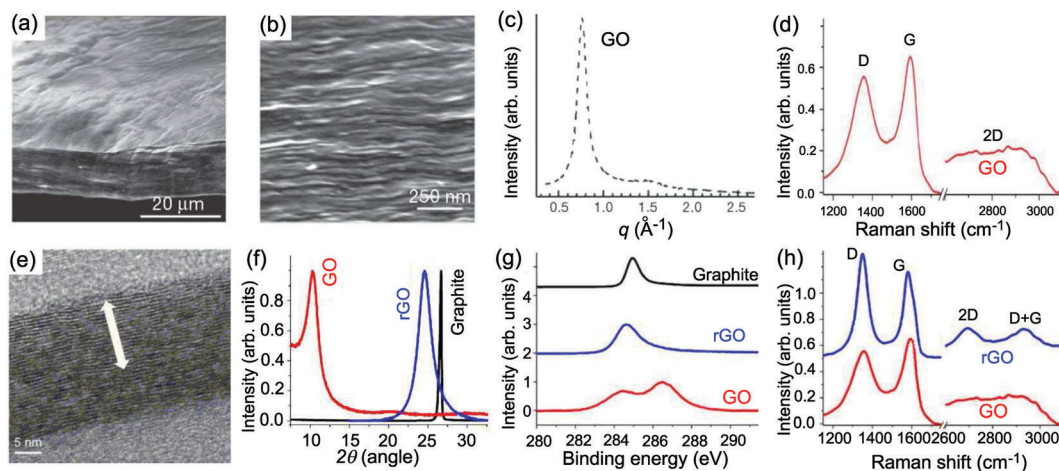 (a)
20 μm
(b)
250 nm
(c)
GO
Intensity (arb. units)
0.5 1.0 1.5 2.0 2.5
q (Å-1)
(d)
D
G
2D
GO
Intensity (arb. units)
0.6
0.4
0.2
0.0
1200 1400 1600 2800 3000
Raman shift (cm-1)
(e)
5 nm
(f)
GO
rGO
Graphite
Intensity (arb. units)
1.0
0.8
0.6
0.4
0.2
0.0
10 15 20 25 30
2θ (angle)
(g)
Graphite
rGO
GO
Intensity (arb. units)
4
2
1
0
280 282 284 286 288 290
Binding energy (eV)
(h)
D
G
2D
D+G
rGO
GO
Intensity (arb. units)
1.2
1.0
0.8
0.6
0.4
0.2
0.0
1200 1400 1600 2600 2800 3000
Raman shift (cm-1)